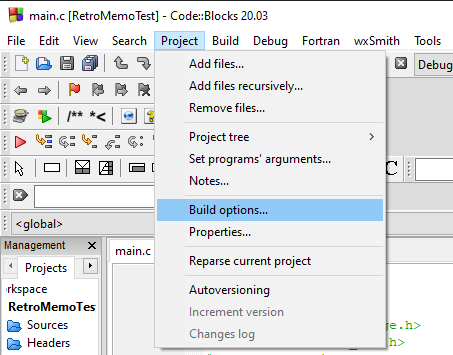 main.c [RetroMemoTest] - Code::Blocks 20.03
File Edit View Search Project Build Debug Fortran wxSmith Tools
Add files...
Debug
Add files recursively...
Remove files...
/** *<
Project tree
Set programs' arguments...
Notes...
C
Build options...
<global>
Properties...
Management
Projects
main.c
Reparse current project
rkspace
Autoversioning
RetroMemoTest
Increment version
Sources
ge.h>
Headers
Changes log